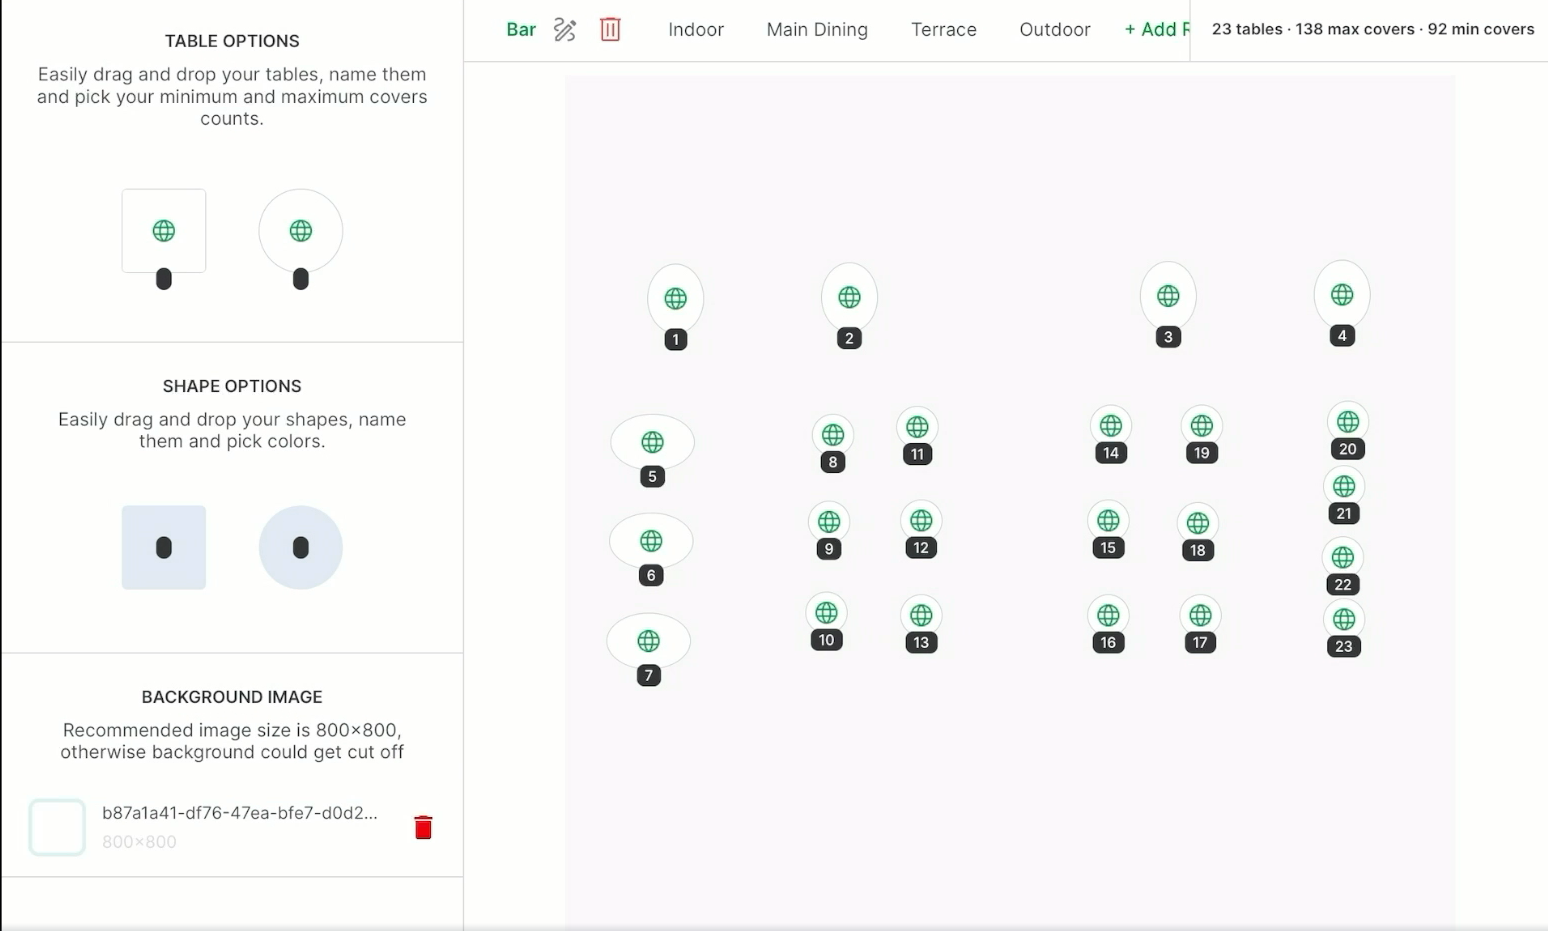 TABLE OPTIONS
Easily drag and drop your tables, name them
and pick your minimum and maximum covers
counts.
SHAPE OPTIONS
Easily drag and drop your shapes, name
them and pick colors.
BACKGROUND IMAGE
Recommended image size is 800×800,
otherwise background could get cut off
b87a1a41-df76-47ea-bfe7-d0d2...
800×800
Bar Indoor Main Dining Terrace Outdoor + Add
23 tables · 138 max covers · 92 min covers
1 2 3 4
5 8 11 14 19 20
21
6 9 12 15 18
22
10 13 16 17 23
7